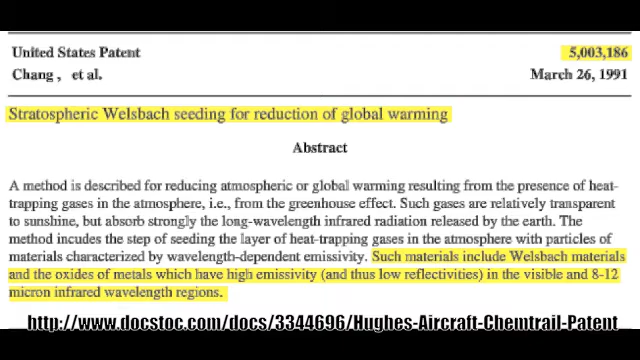 United States Patent 5,003,186
Chang , et al. March 26, 1991
Stratospheric Welsbach seeding for reduction of global warming
Abstract
A method is described for reducing atmospheric or global warming resulting from the presence of heat-
trapping gases in the atmosphere, i.e., from the greenhouse effect. Such gases are relatively transparent
to sunshine, but absorb strongly the long-wavelength infrared radiation released by the earth. The
method incudes the step of seeding the layer of heat-trapping gases in the atmosphere with particles of
materials characterized by wavelength-dependent emissivity. Such materials include Welsbach materials
and the oxides of metals which have high emissivity (and thus low reflectivities) in the visible and 8-12
micron infrared wavelength regions.
http://www.docstoc.com/docs/3344696/Hughes-Aircraft-Chemtrail-Patent